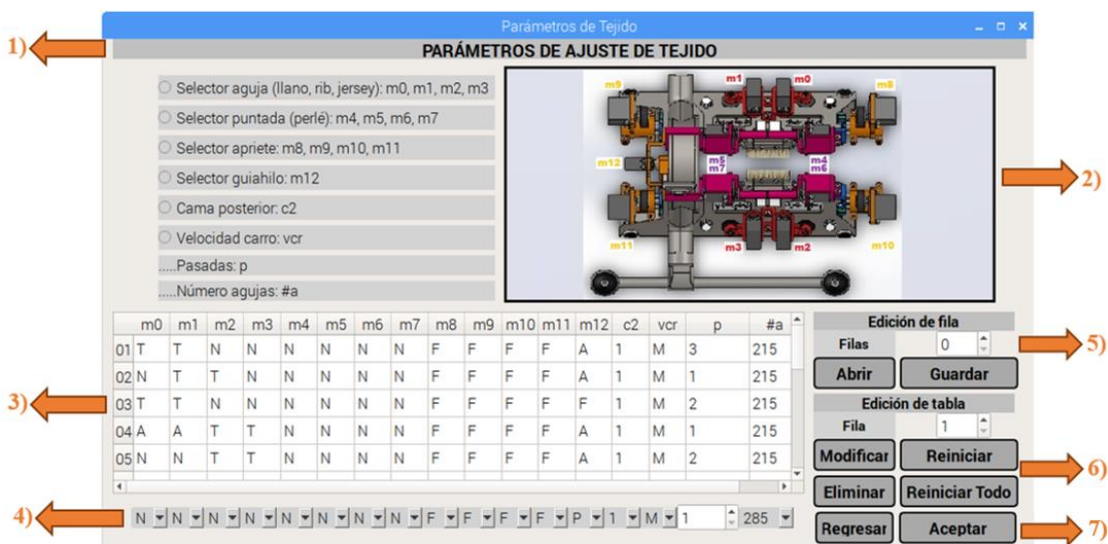 Parámetros de Tejido
1)
PARÁMETROS DE AJUSTE DE TEJIDO
Selector aguja (llano, rib, jersey): m0, m1, m2, m3
Selector puntada (perlé): m4, m5, m6, m7
Selector apriete: m8, m9, m10, m11
Selector guiahilo: m12
Cama posterior: c2
Velocidad carro: vcr
.....Pasadas: p
.....Número agujas: #a
m9 m1 m0 m8
m12 m5 m4
m7 m6
m11 m3 m2 m10
2)
m0 m1 m2 m3 m4 m5 m6 m7 m8 m9 m10 m11 m12 c2 vcr p #a
01 T T N N N N N N F F F F A 1 M 3 215
02 N T T N N N N N F F F F A 1 M 1 215
03 T T N N N N N N F F F F F 1 M 2 215
04 A A T T N N N N F F F F A 1 M 1 215
05 N N T T N N N N F F F F A 1 M 2 215
3)
4)
N N N N N N N N F F F F P 1 M 1 285
Edición de fila
Filas 0
5)
Abrir Guardar
Edición de tabla
Fila 1
Modificar Reiniciar
6)
Eliminar Reiniciar Todo
Regresar Aceptar
7)